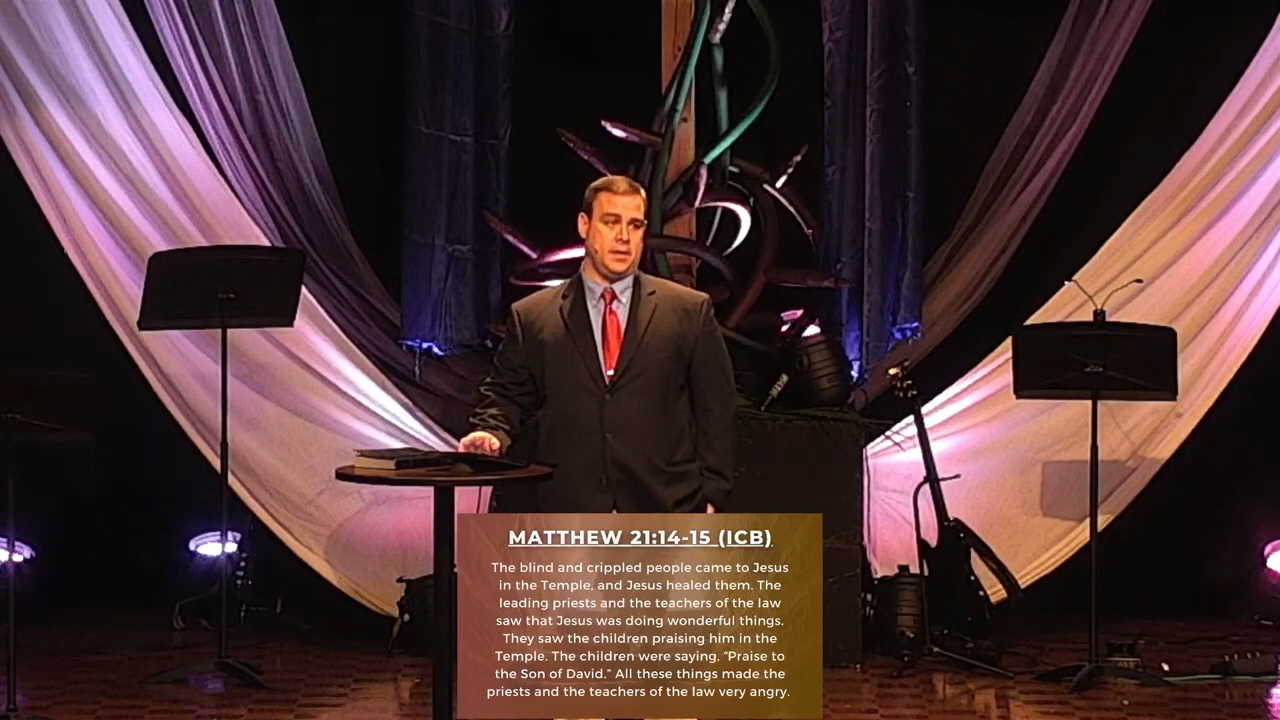 MATTHEW 21:14-15 (ICB)
The blind and crippled people came to Jesus
in the Temple, and Jesus healed them. The
leading priests and the teachers of the law
saw that Jesus was doing wonderful things.
They saw the children praising him in the
Temple. The children were saying, “Praise to
the Son of David.” All these things made the
priests and the teachers of the law very angry.